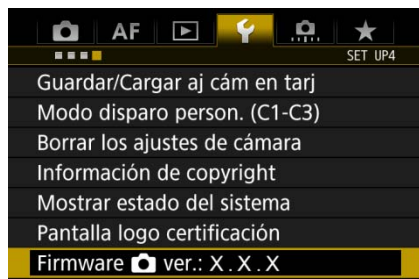 AF
SET UP4
Guardar/Cargar aj cám en tarj
Modo disparo person. (C1-C3)
Borrar los ajustes de cámara
Información de copyright
Mostrar estado del sistema
Pantalla logo certificación
Firmware ver.: X . X . X